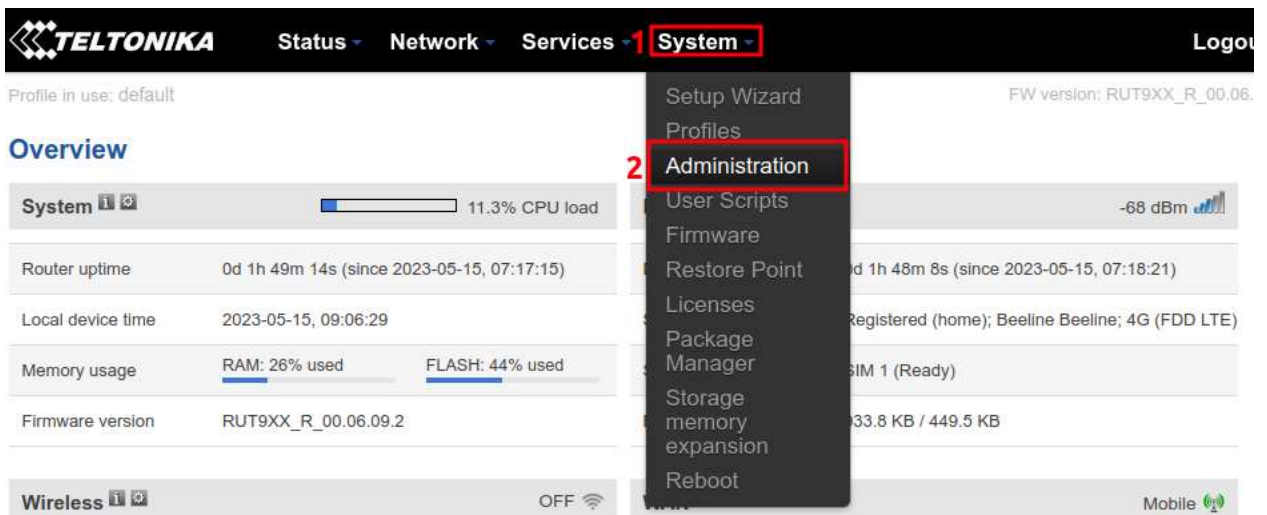 TELTONIKA Status Network Services 1 System Logou
Profile in use: default FW version: RUT9XX_R_00.06.
Setup Wizard
Profiles
Overview
2 Administration
User Scripts
Firmware
Restore Point
Licenses
Package
Manager
Storage
memory
expansion
Reboot
System 11.3% CPU load
Router uptime 0d 1h 49m 14s (since 2023-05-15, 07:17:15)
Local device time 2023-05-15, 09:06:29
Memory usage RAM: 26% used FLASH: 44% used
Firmware version RUT9XX_R_00.06.09.2
Wireless OFF
-68 dBm
d 1h 48m 8s (since 2023-05-15, 07:18:21)
Registered (home); Beeline Beeline; 4G (FDD LTE)
SIM 1 (Ready)
33.8 KB / 449.5 KB
Mobile